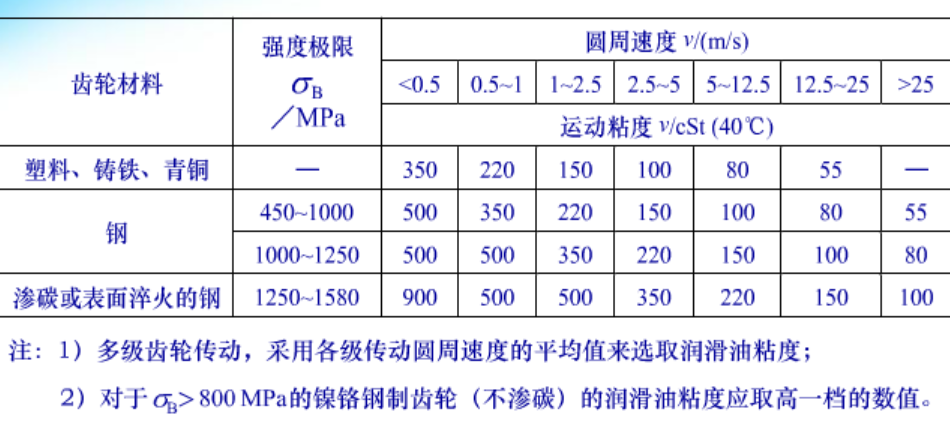 齿轮材料 强度极限 σB /MPa 圆周速度 v/(m/s)
<0.5 0.5~1 1~2.5 2.5~5 5~12.5 12.5~25 >25
运动粘度 ν/cSt (40℃)
塑料、铸铁、青铜 — 350 220 150 100 80 55 —
钢 450~1000 500 350 220 150 100 80 55
1000~1250 500 500 350 220 150 100 80
渗碳或表面淬火的钢 1250~1580 900 500 500 350 220 150 100
注：1）多级齿轮传动，采用各级传动圆周速度的平均值来选取润滑油粘度；
2）对于σB>800 MPa的镍铬钢制齿轮（不渗碳）的润滑油粘度应取高一档的数值。